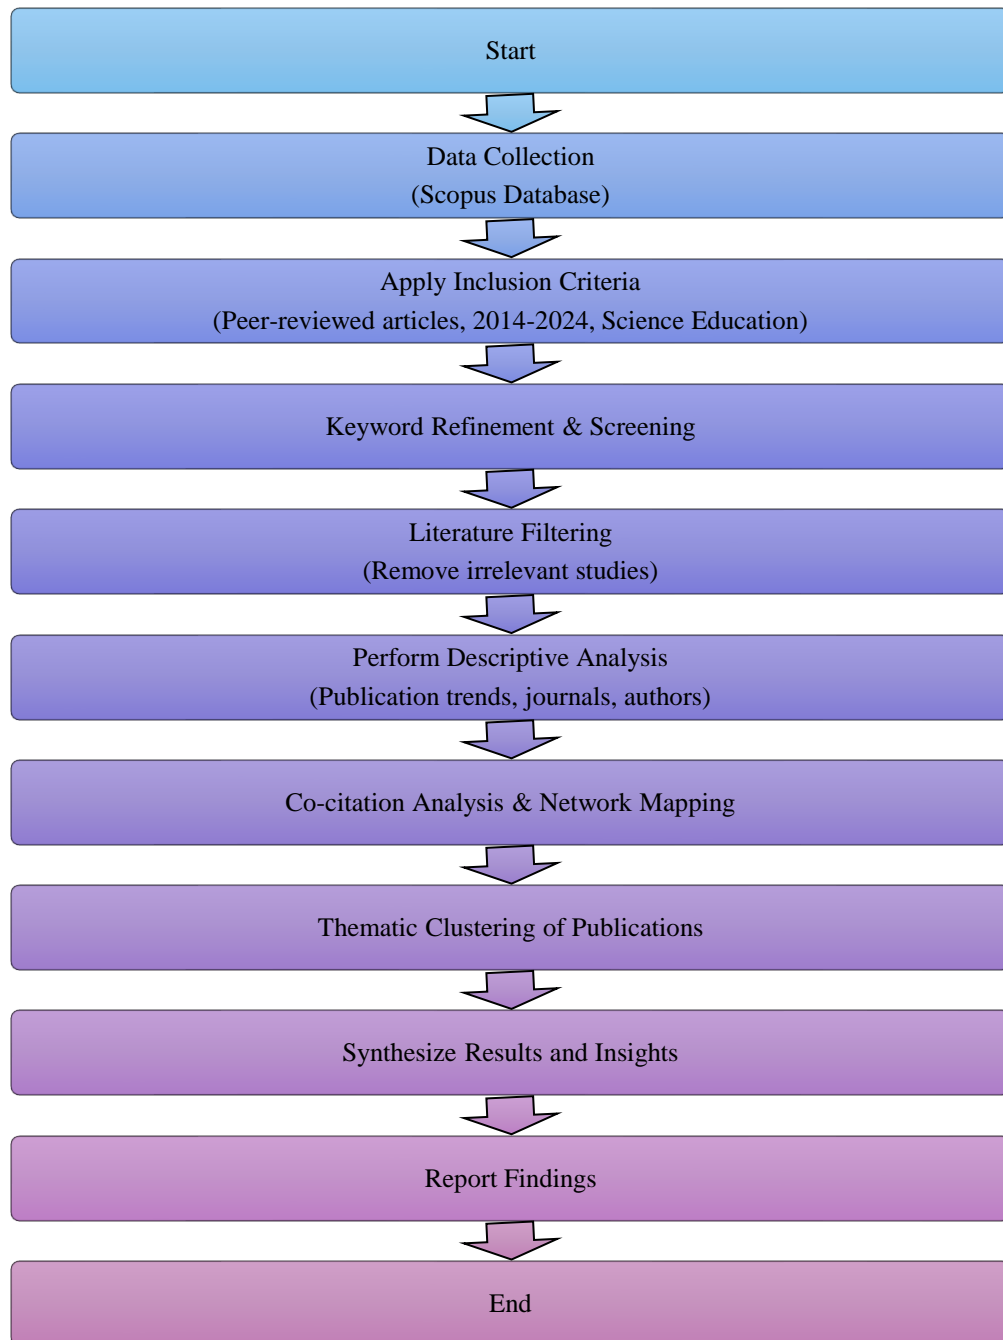 Start
Data Collection
(Scopus Database)
Apply Inclusion Criteria
(Peer-reviewed articles, 2014-2024, Science Education)
Keyword Refinement & Screening
Literature Filtering
(Remove irrelevant studies)
Perform Descriptive Analysis
(Publication trends, journals, authors)
Co-citation Analysis & Network Mapping
Thematic Clustering of Publications
Synthesize Results and Insights
Report Findings
End